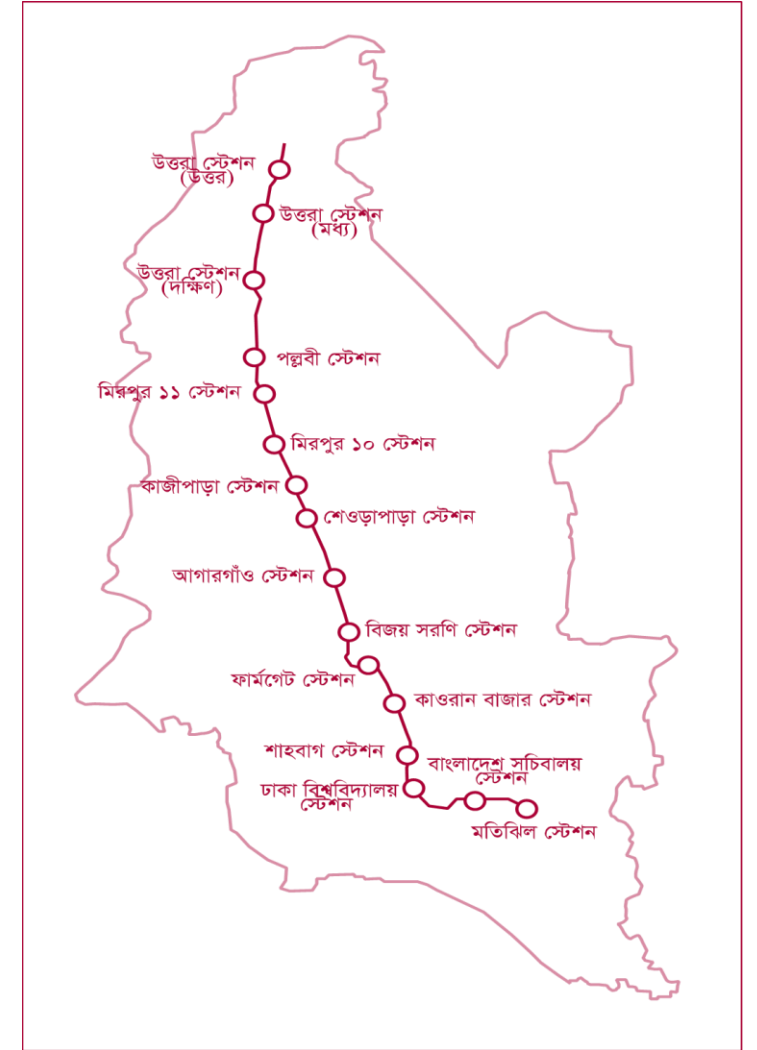 উত্তরা স্টেশন
(উত্তর)
উত্তরা স্টেশন
(মধ্য)
উত্তরা স্টেশন
(দক্ষিণ)
পল্লবী স্টেশন
মিরপুর ১১ স্টেশন
মিরপুর ১০ স্টেশন
কাজীপাড়া স্টেশন
শেওড়াপাড়া স্টেশন
আগারগাঁও স্টেশন
বিজয় সরণি স্টেশন
ফার্মগেট স্টেশন
কাওরান বাজার স্টেশন
শাহবাগ স্টেশন
বাংলাদেশ সচিবালয়
স্টেশন
ঢাকা বিশ্ববিদ্যালয়
স্টেশন
মতিঝিল স্টেশন